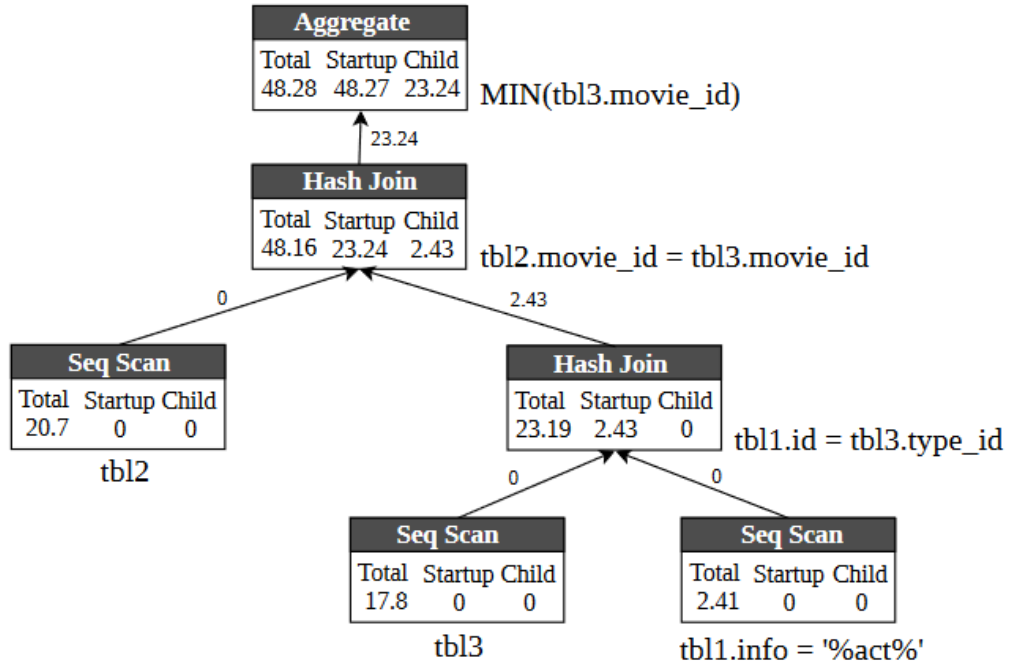 Aggregate
Total Startup Child
48.28 48.27 23.24
MIN(tbl3.movie_id)
23.24
Hash Join
Total Startup Child
48.16 23.24 2.43
tbl2.movie_id = tbl3.movie_id
0
2.43
Seq Scan
Total Startup Child
20.7 0 0
tbl2
Hash Join
Total Startup Child
23.19 2.43 0
tbl1.id = tbl3.type_id
0
0
Seq Scan
Total Startup Child
17.8 0 0
tbl3
Seq Scan
Total Startup Child
2.41 0 0
tbl1.info = '%act%'